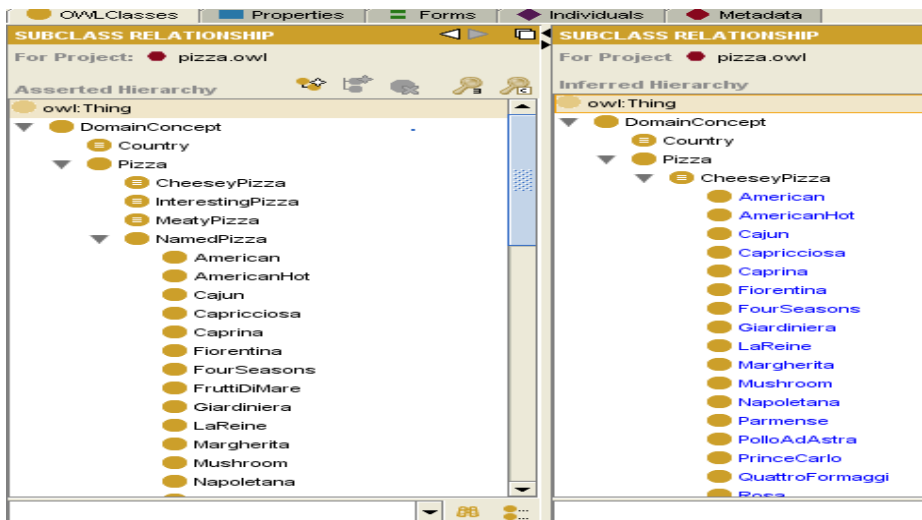 OWLClasses Properties Forms Individuals Metadata
SUBCLASS RELATIONSHIP
For Project: pizza.owl
Asserted Hierarchy
owl:Thing
DomainConcept
Country
Pizza
CheeseyPizza
InterestingPizza
MeatyPizza
NamedPizza
American
AmericanHot
Cajun
Capricciosa
Caprina
Fiorentina
FourSeasons
FruttiDiMare
Giardiniera
LaReine
Margherita
Mushroom
Napoletana
SUBCLASS RELATIONSHIP
For Project pizza.owl
Inferred Hierarchy
owl:Thing
DomainConcept
Country
Pizza
CheeseyPizza
American
AmericanHot
Cajun
Capricciosa
Caprina
Fiorentina
FourSeasons
Giardiniera
LaReine
Margherita
Mushroom
Napoletana
Parmense
PolloAdAstra
PrinceCarlo
QuattroFormaggi
Rosa